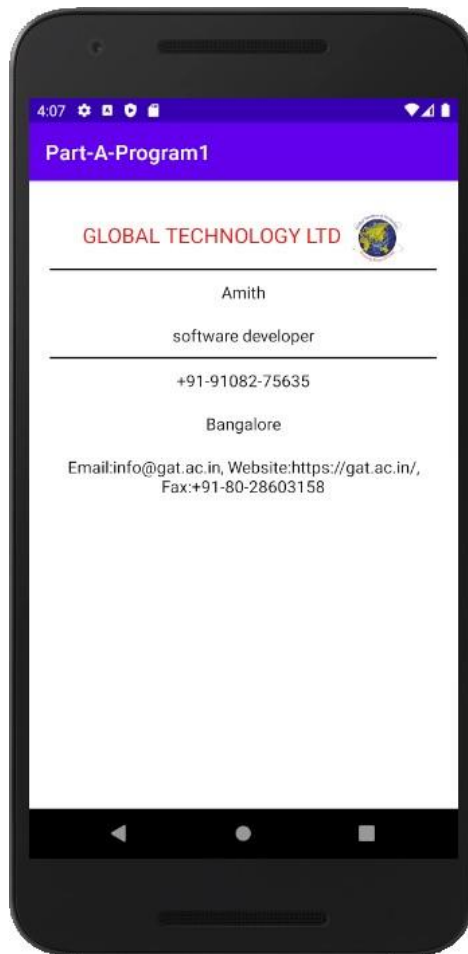 4:07
Part-A-Program1
GLOBAL TECHNOLOGY LTD
Amith
software developer
+91-91082-75635
Bangalore
Email:info@gat.ac.in, Website:https://gat.ac.in/,
Fax:+91-80-28603158